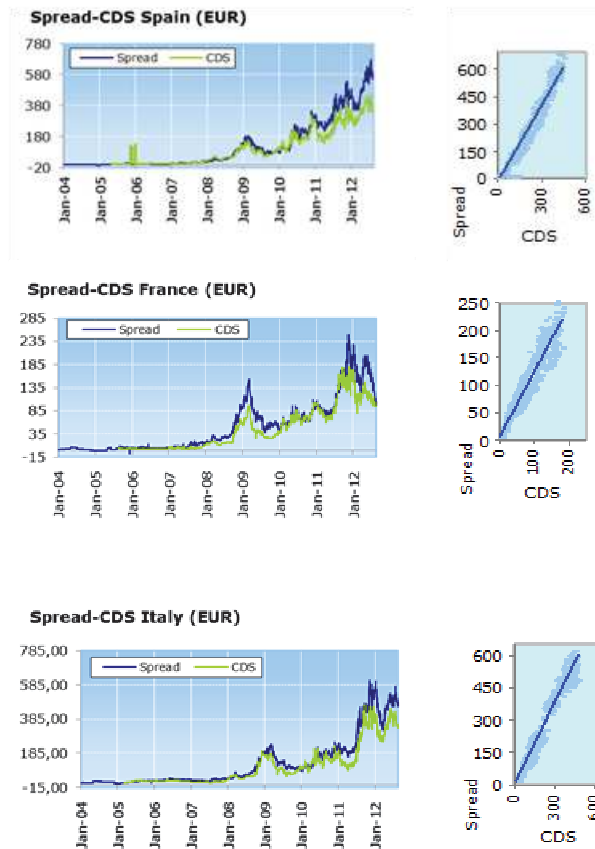 Spread-CDS Spain (EUR)
780
580
380
180
-20
Spread
CDS
Jan-04
Jan-05
Jan-06
Jan-07
Jan-08
Jan-09
Jan-10
Jan-11
Jan-12
600
450
300
150
0
Spread
0
300
600
CDS
Spread-CDS France (EUR)
285
235
185
135
85
35
-15
Spread
CDS
Jan-04
Jan-05
Jan-06
Jan-07
Jan-08
Jan-09
Jan-10
Jan-11
Jan-12
250
200
150
100
50
0
Spread
0
100
200
CDS
Spread-CDS Italy (EUR)
785,00
585,00
385,00
185,00
-15,00
Spread
CDS
Jan-04
Jan-05
Jan-06
Jan-07
Jan-08
Jan-09
Jan-10
Jan-11
Jan-12
600
450
300
150
0
Spread
0
300
600
CDS